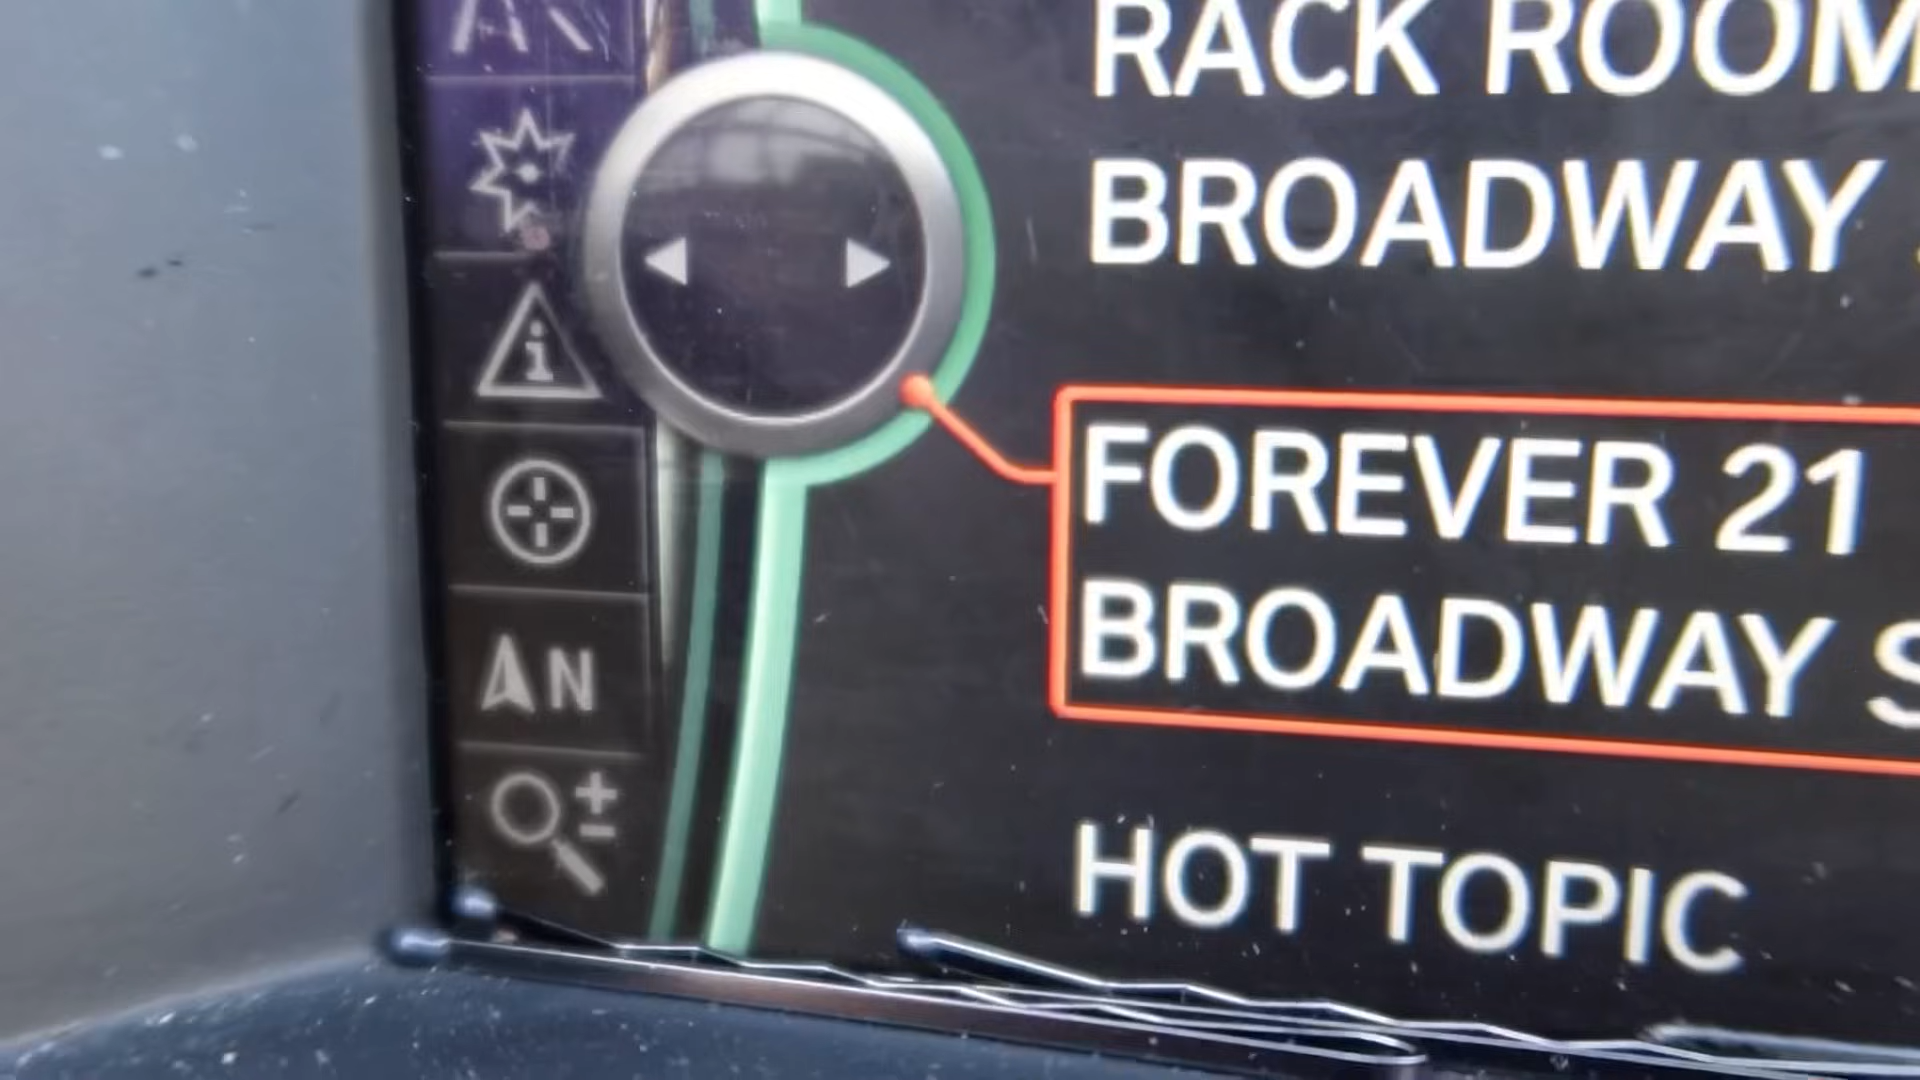 RACK ROOM
BROADWAY
FOREVER 21
BROADWAY S
HOT TOPIC
i
N